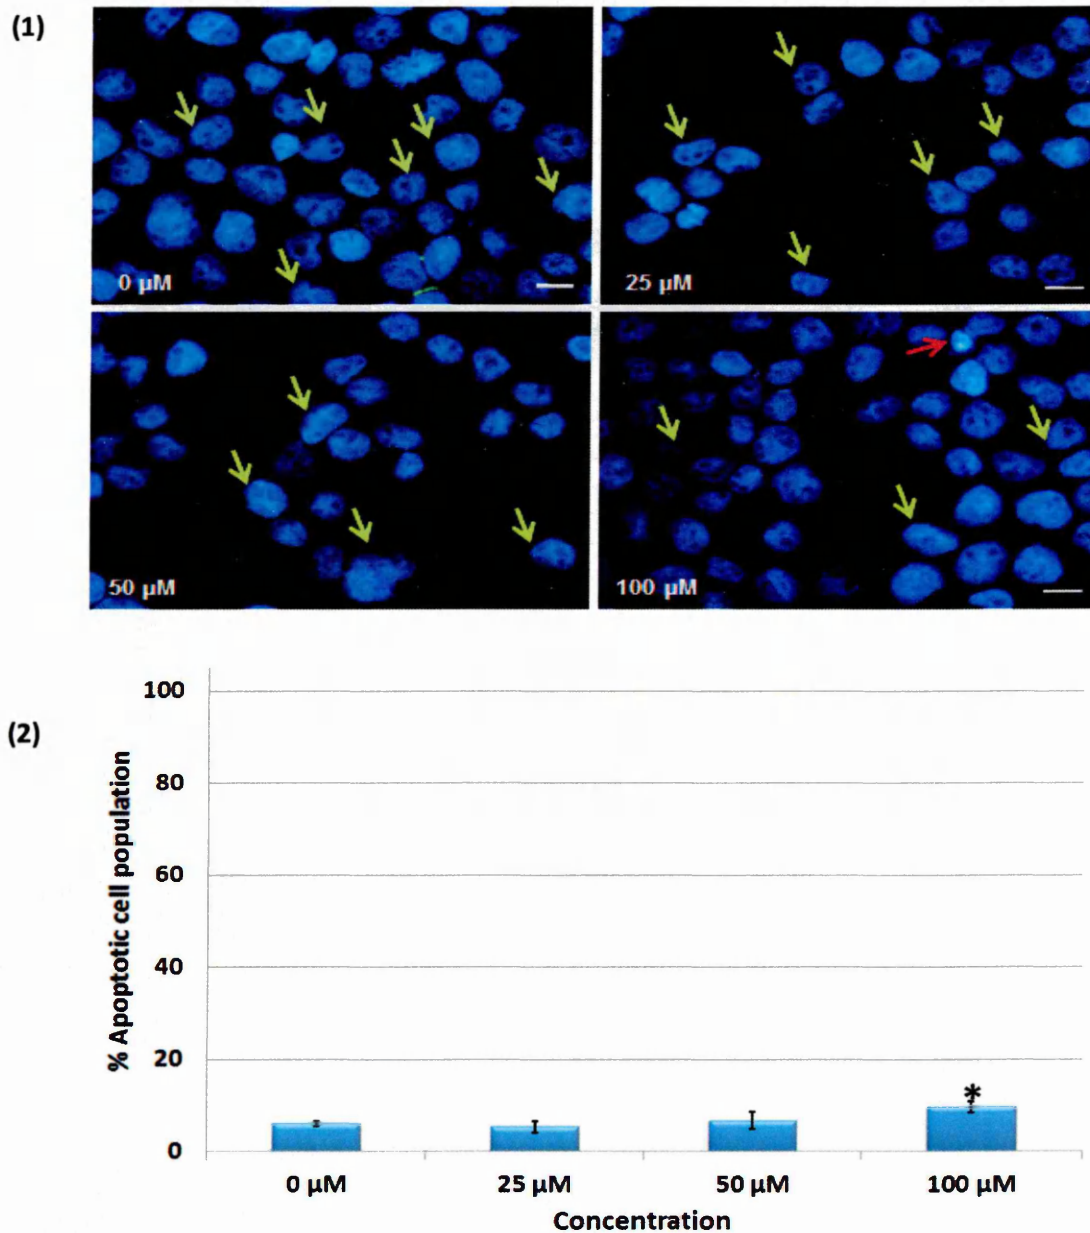 (1)
0 µM
25 µM
50 µM
100 µM
(2)
100
80
60
40
20
0
% Apoptotic cell population
*
0 µM 25 µM 50 µM 100 µM
Concentration